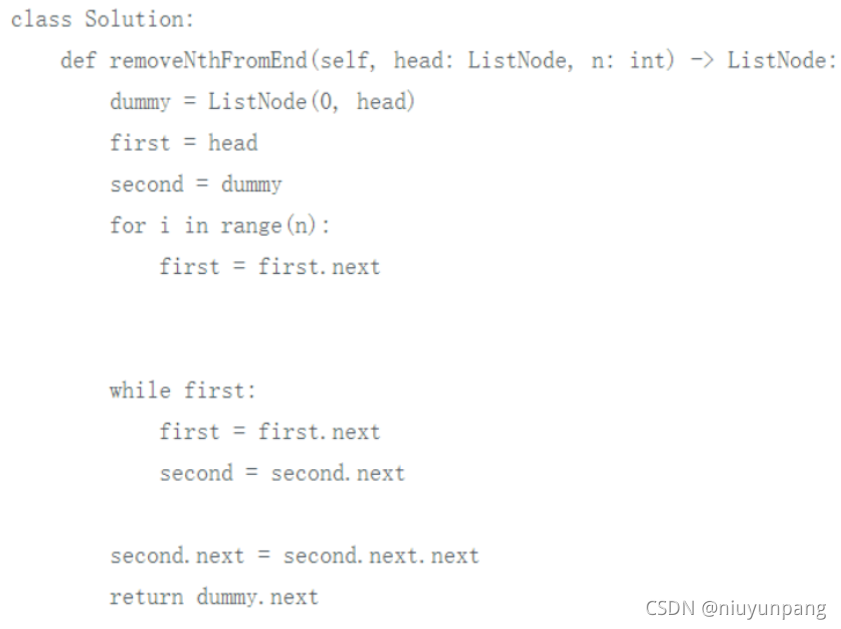 class Solution:
    def removeNthFromEnd(self, head: ListNode, n: int) -> ListNode:
        dummy = ListNode(0, head)
        first = head
        second = dummy
        for i in range(n):
            first = first.next
        while first:
            first = first.next
            second = second.next
        second.next = second.next.next
        return dummy.next
CSDN @niuyunpang